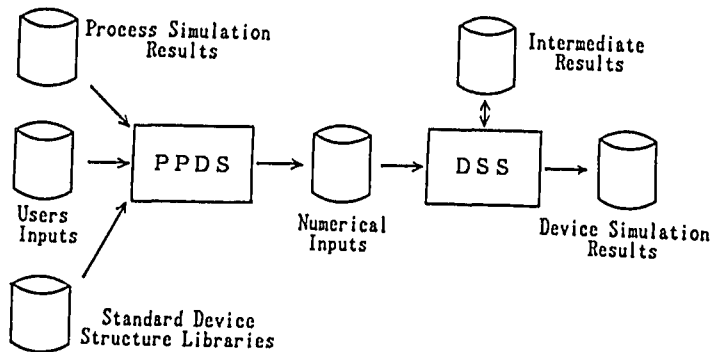 Process Simulation
Results
Intermediate
Results
PPDS
DSS
Users
Inputs
Numerical
Inputs
Device Simulation
Results
Standard Device
Structure Libraries